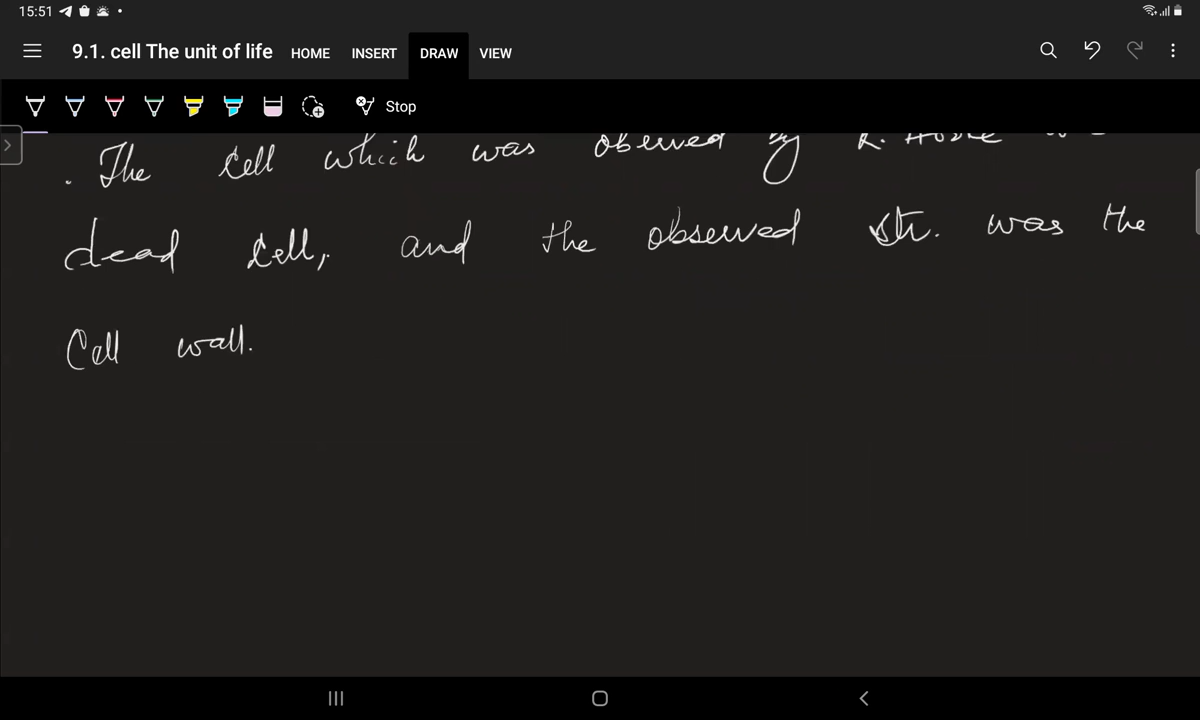 15:51
9.1. cell The unit of life HOME INSERT DRAW VIEW
Stop
. The cell which was obserued by R. Hooke
dead cell, and the observed str. was the
Cell wall.